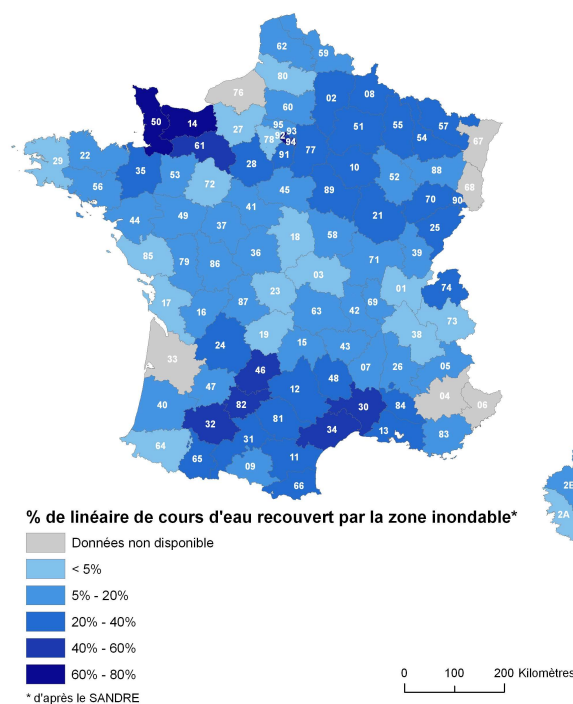 62 59
80
76 02 08
60
50 14 27 95 93 55 57
92 51 54 67
78 94
61 91 77
29 22 35 28 10 88
53 52 68
56 72 45 89 70 90
41
44 49 37 21 25
18 58
85 79 86 36 71 39
03 01 74
17 16 87 23 69
63 42 73
24 19 38
33 15 43
46 07 26 05
47 12 48 04
40 82 30 84 06
32 81 34
64 31 13 83
65 11 2B
09
66 2A
% de linéaire de cours d'eau recouvert par la zone inondable*
Données non disponible
< 5%
5% - 20%
20% - 40%
40% - 60%
60% - 80%
0 100 200 Kilomètres
* d'après le SANDRE